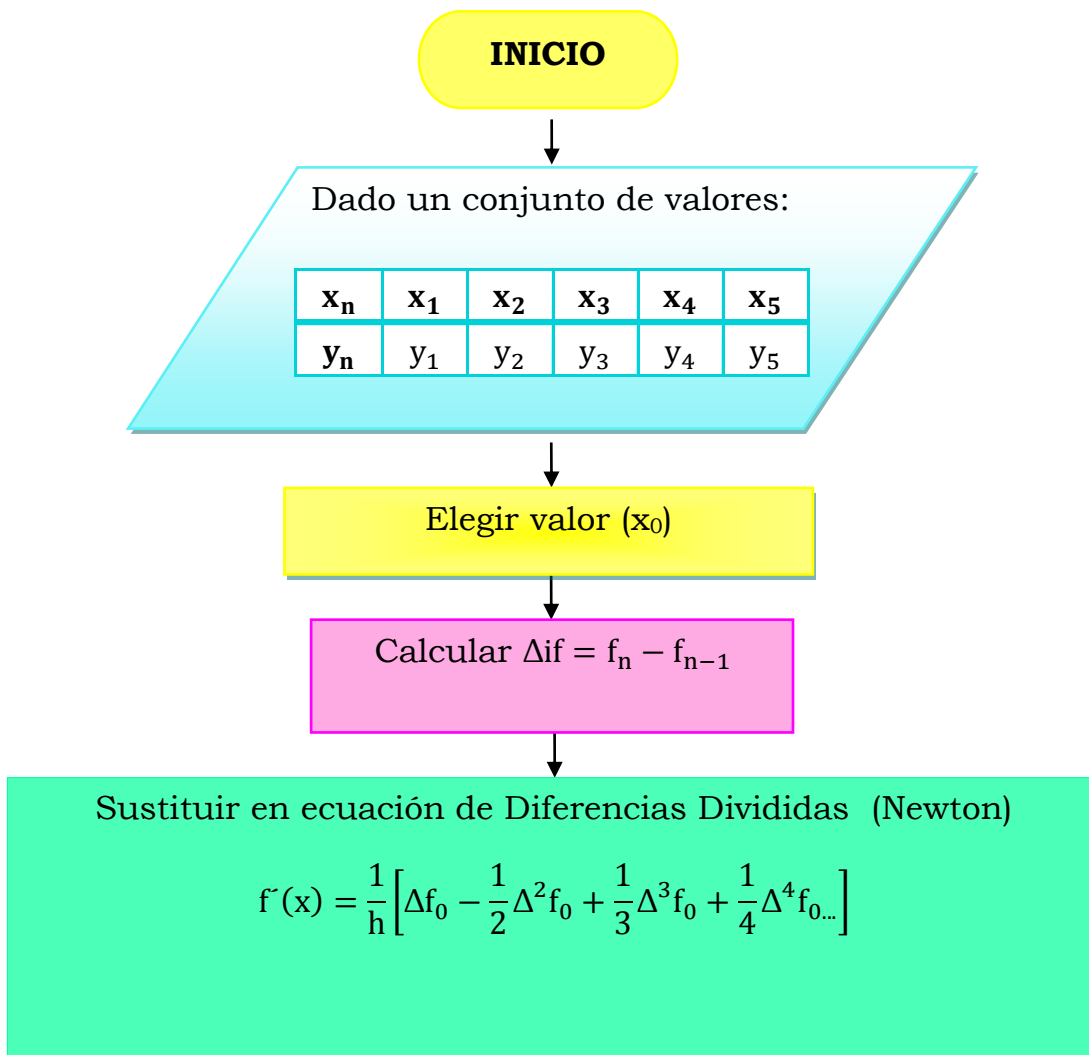 INICIO
Dado un conjunto de valores:
xₙ x₁ x₂ x₃ x₄ x₅
yₙ y₁ y₂ y₃ y₄ y₅
Elegir valor (x₀)
Calcular Δif = fₙ − fₙ₋₁
Sustituir en ecuación de Diferencias Divididas (Newton)
f´(x) = 1/h [Δf₀ − 1/2 Δ²f₀ + 1/3 Δ³f₀ + 1/4 Δ⁴f₀...]